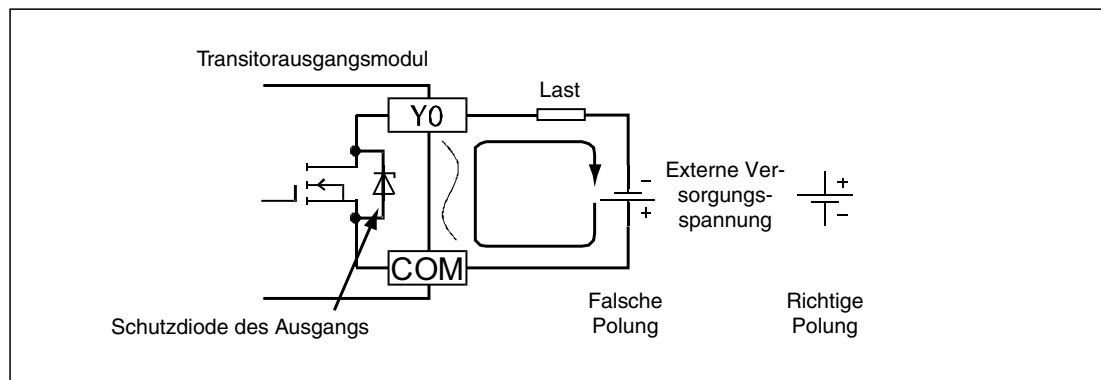 Transitorausgangsmodul
Y0
Last
-
+
Externe Ver-
sorgungs-
spannung
+
-
COM
Schutzdiode des Ausgangs
Falsche
Polung
Richtige
Polung